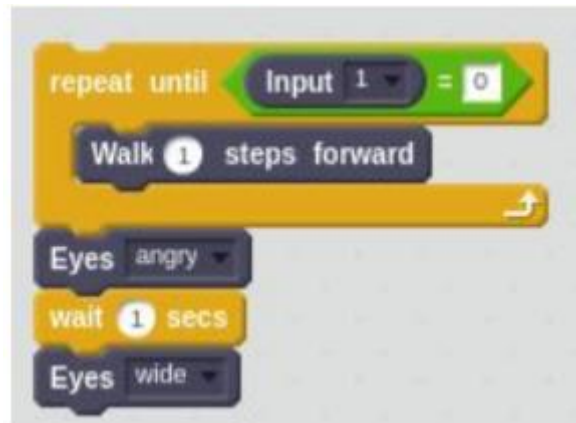 repeat until Input 1 = 0
Walk 1 steps forward
Eyes angry
wait 1 secs
Eyes wide